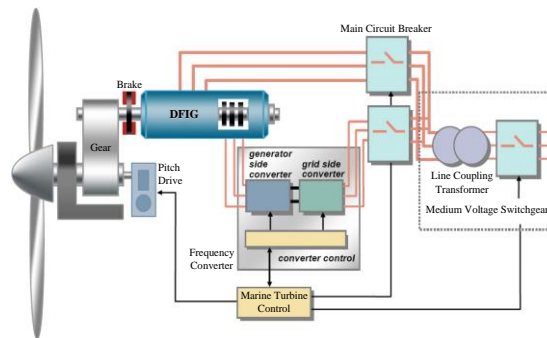 Main Circuit Breaker
Brake
DFIG
Gear
generator
side
converter
grid side
converter
Pitch
Drive
Line Coupling
Transformer
Medium Voltage Switchgear
Frequency
Converter
converter control
Marine Turbine
Control